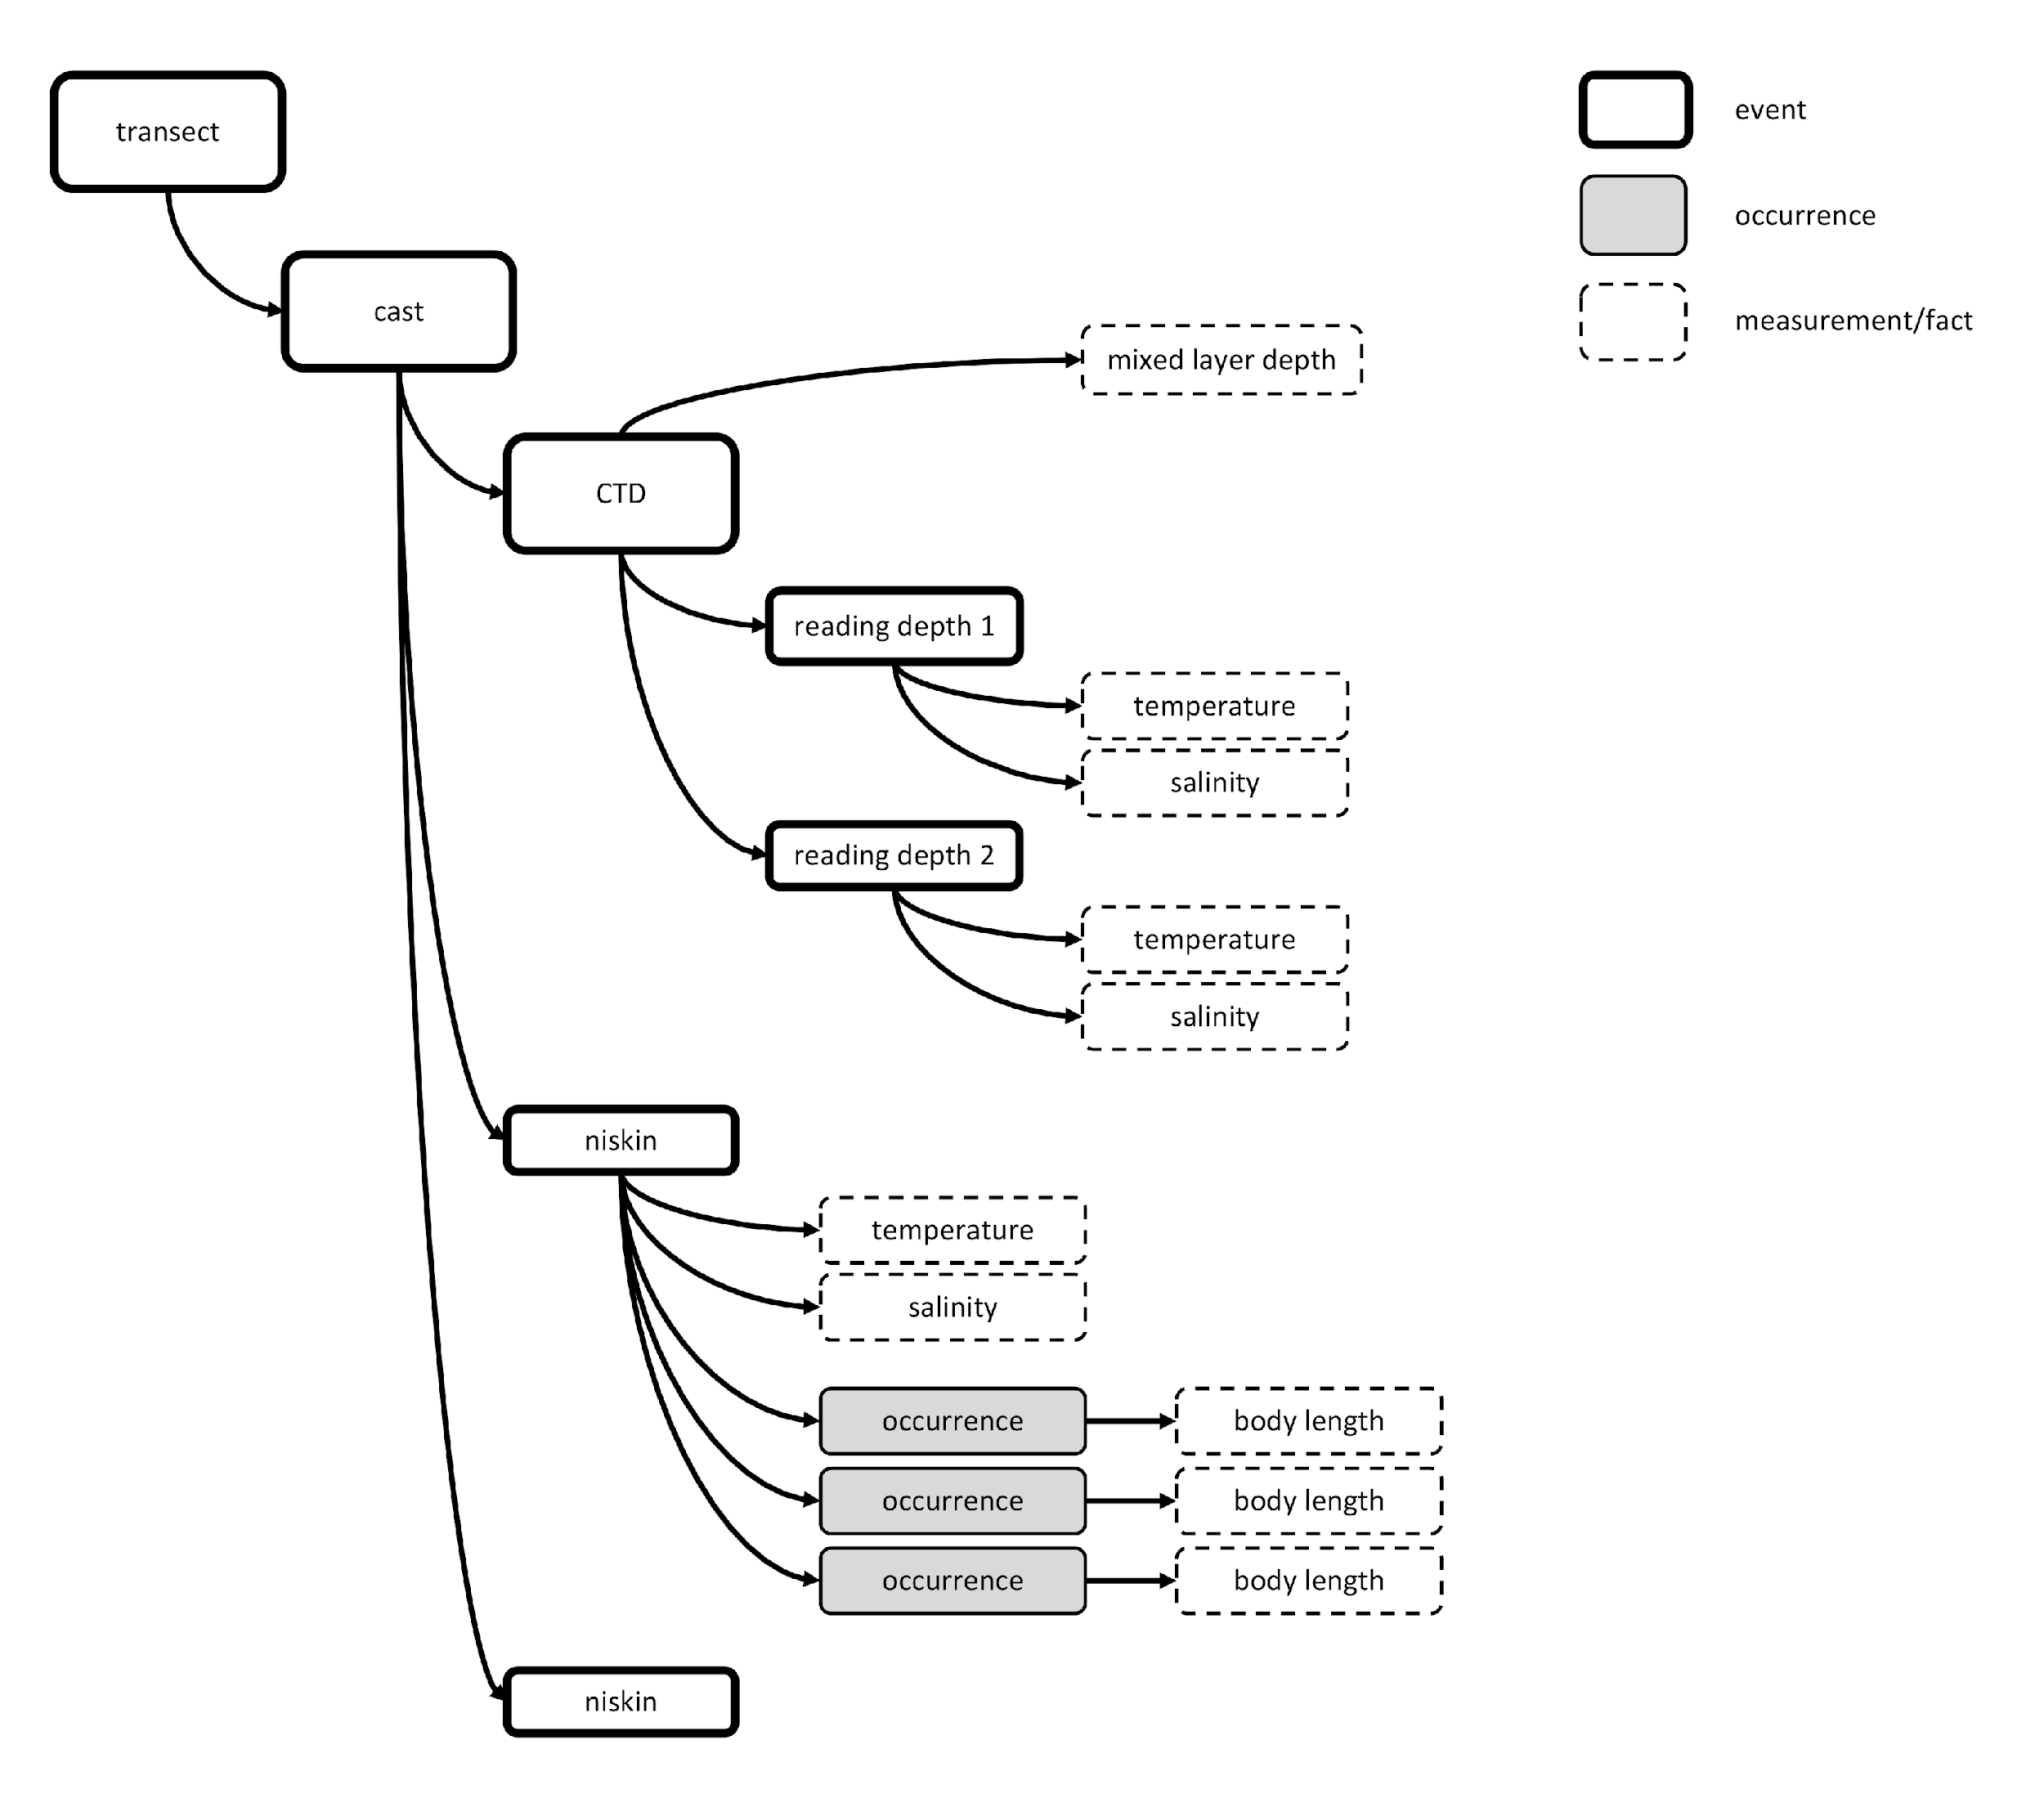 transect
event
occurrence
measurement/fact
cast
mixed layer depth
CTD
reading depth 1
temperature
salinity
reading depth 2
temperature
salinity
niskin
temperature
salinity
occurrence
body length
occurrence
body length
occurrence
body length
niskin